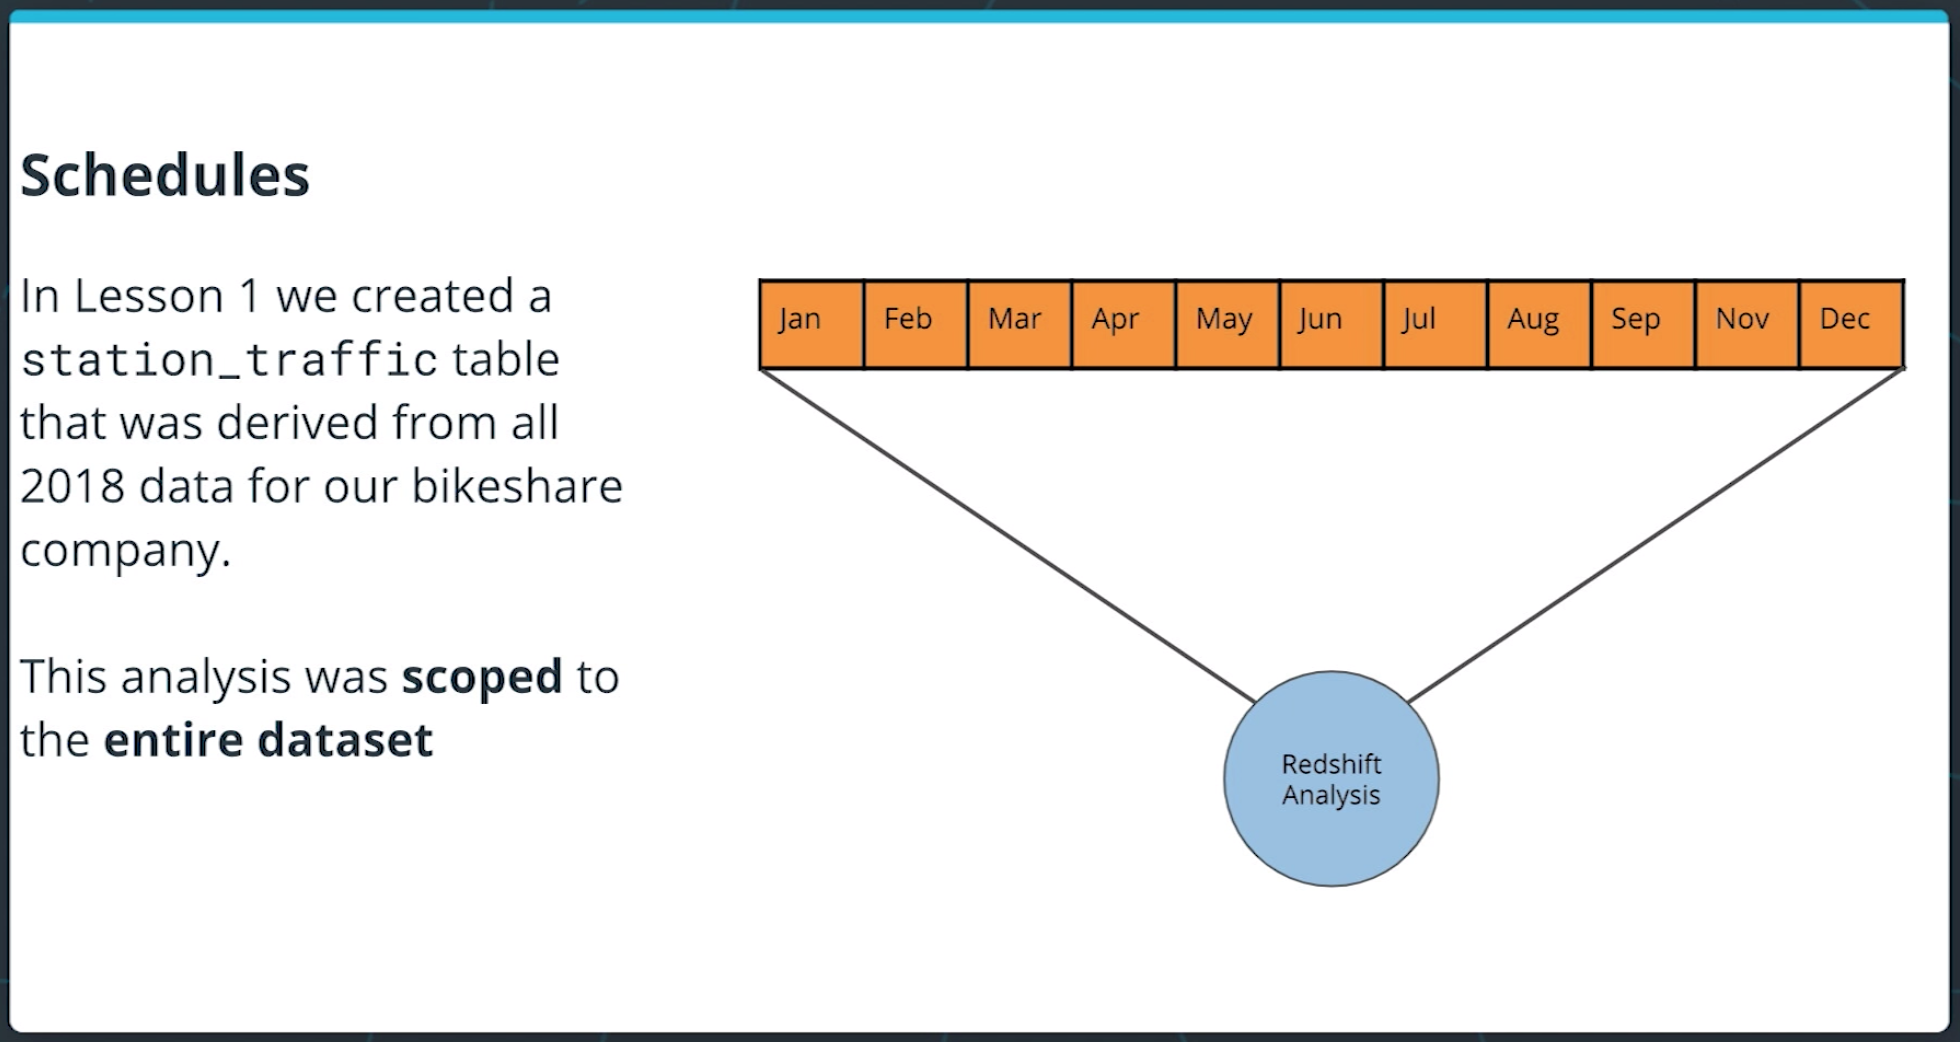 Schedules
In Lesson 1 we created a
station_traffic table
that was derived from all
2018 data for our bikeshare
company.
This analysis was scoped to
the entire dataset
Jan Feb Mar Apr May Jun Jul Aug Sep Nov Dec
Redshift
Analysis